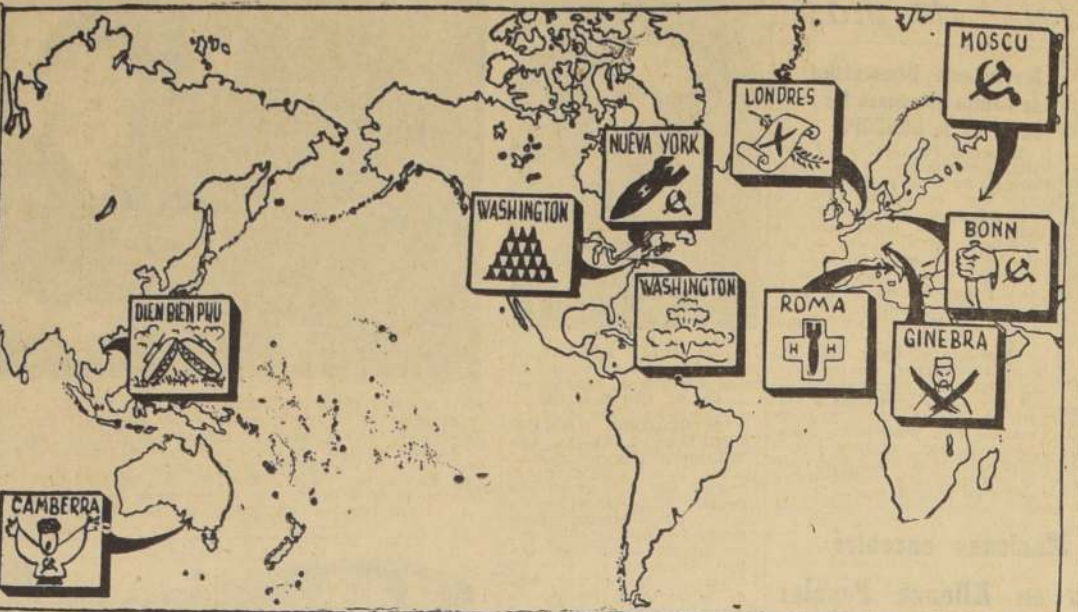 MOSCU
LONDRES
NUEVA YORK
H
WASHINGTON
BONN
WASHINGTON
ROMA
H H
GINEBRA
DIEN BIEN PHU
CAMBERRA